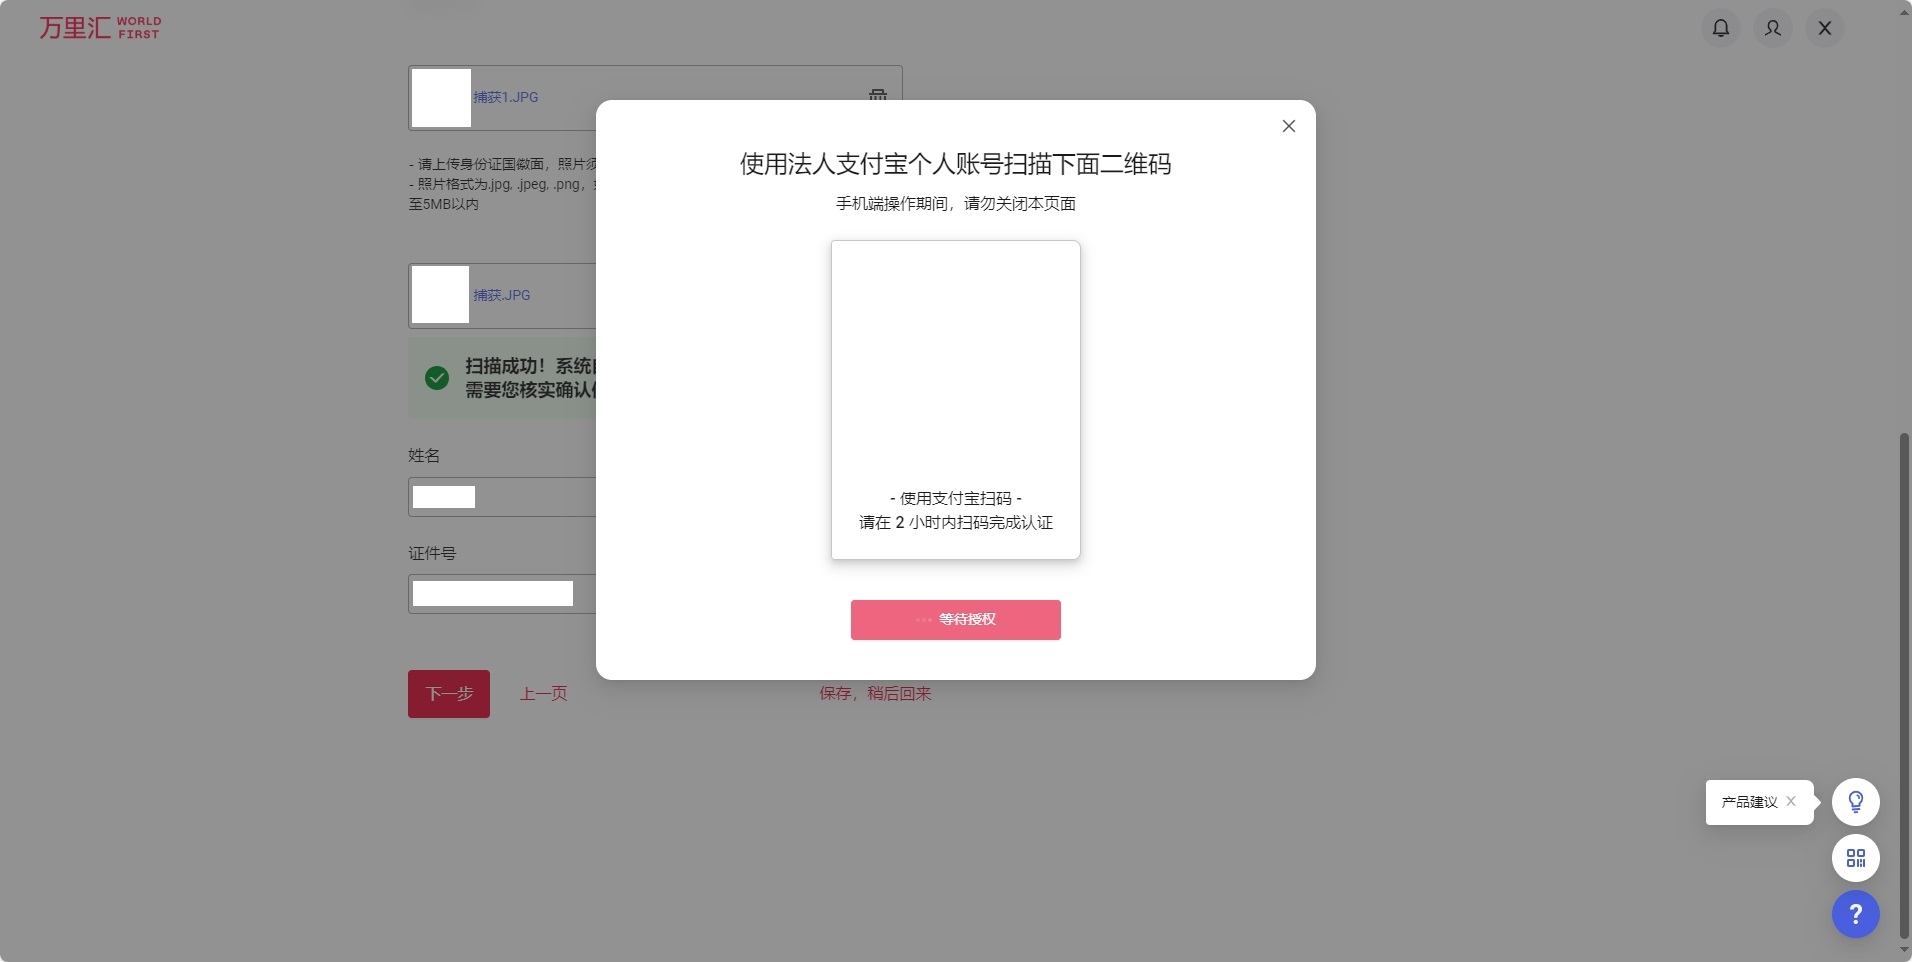 万里汇 WORLD FIRST
捕获1.JPG
- 请上传身份证国徽面，照片须
- 照片格式为.jpg, .jpeg, .png，
至5MB以内
捕获.JPG
扫描成功！系统
需要您核实确认
姓名
证件号
下一步
上一页
保存，稍后回来
使用法人支付宝个人账号扫描下面二维码
手机端操作期间，请勿关闭本页面
- 使用支付宝扫码 -
请在 2 小时内扫码完成认证
等待授权
产品建议
?